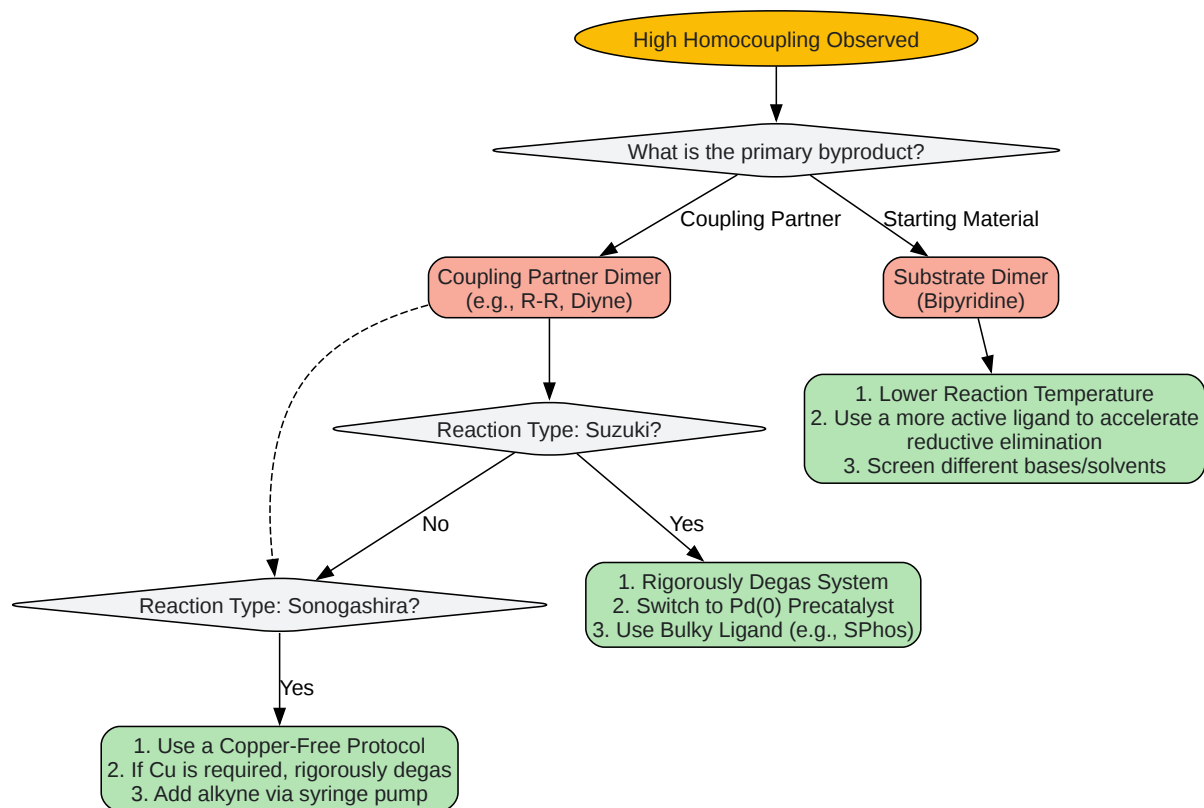 High Homocoupling Observed
What is the primary byproduct?
Coupling Partner
Starting Material
Coupling Partner Dimer
(e.g., R-R, Diyne)
Substrate Dimer
(Bipyridine)
1. Lower Reaction Temperature
2. Use a more active ligand to accelerate
reductive elimination
3. Screen different bases/solvents
Reaction Type: Suzuki?
No
Yes
Reaction Type: Sonogashira?
1. Rigorously Degas System
2. Switch to Pd(0) Precatalyst
3. Use Bulky Ligand (e.g., SPhos)
Yes
1. Use a Copper-Free Protocol
2. If Cu is required, rigorously degas
3. Add alkyne via syringe pump